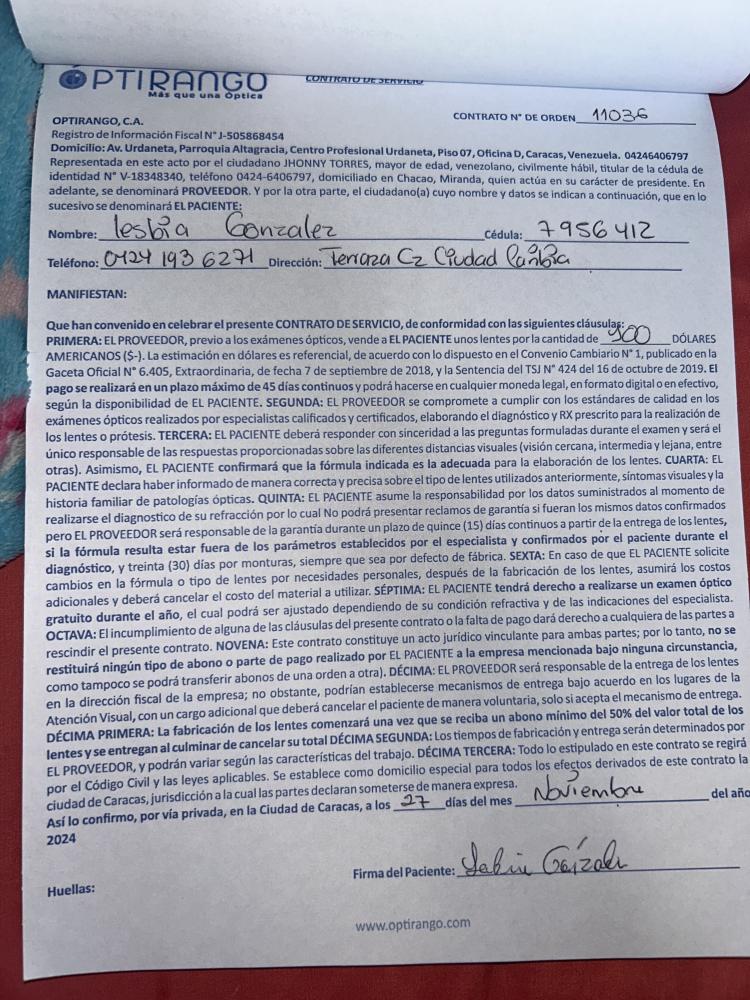 OPTIRANGO
Más que una Óptica
CONTRATO DE SERVICIO
CONTRATO N° DE ORDEN 11036
OPTIRANGO, C.A.
Registro de Información Fiscal N° J-505868454
Domicilio: Av. Urdaneta, Parroquia Altagracia, Centro Profesional Urdaneta, Piso 07, Oficina D, Caracas, Venezuela. 04246406797
Representada en este acto por el ciudadano JHONNY TORRES, mayor de edad, venezolano, civilmente hábil, titular de la cédula de
identidad N° V-18348340, teléfono 0424-6406797, domiciliado en Chacao, Miranda, quien actúa en su carácter de presidente. En
adelante, se denominará PROVEEDOR. Y por la otra parte, el ciudadano(a) cuyo nombre y datos se indican a continuación, que en lo
sucesivo se denominará EL PACIENTE:
Nombre: lesbia Gonzalez Cédula: 7956412
Teléfono: 0424 193 6271 Dirección: Terraza C2 Ciudad
MANIFIESTAN:
Que han convenido en celebrar el presente CONTRATO DE SERVICIO, de conformidad con las siguientes cláusulas:
PRIMERA: EL PROVEEDOR, previo a los exámenes ópticos, vende a EL PACIENTE unos lentes por la cantidad de DÓLARES
AMERICANOS ($-). La estimación en dólares es referencial, de acuerdo con lo dispuesto en el Convenio Cambiario N° 1, publicado en la
Gaceta Oficial N° 6.405, Extraordinaria, de fecha 7 de septiembre de 2018, y la Sentencia del TSJ N° 424 del 16 de octubre de 2019. El
pago se realizará en un plazo máximo de 45 días continuos y podrá hacerse en cualquier moneda legal, en formato digital o en efectivo,
según la disponibilidad de EL PACIENTE. SEGUNDA: EL PROVEEDOR se compromete a cumplir con los estándares de calidad en los
exámenes ópticos realizados por especialistas calificados y certificados, elaborando el diagnóstico y RX prescrito para la realización de
los lentes o prótesis. TERCERA: EL PACIENTE deberá responder con sinceridad a las preguntas formuladas durante el examen y será el
único responsable de las respuestas proporcionadas sobre las diferentes distancias visuales (visión cercana, intermedia y lejana, entre
otras). Asimismo, EL PACIENTE confirmará que la fórmula indicada es la adecuada para la elaboración de los lentes. CUARTA: EL
PACIENTE declara haber informado de manera correcta y precisa sobre el tipo de lentes utilizados anteriormente, síntomas visuales y la
historia familiar de patologías ópticas. QUINTA: EL PACIENTE asume la responsabilidad por los datos suministrados al momento de
realizarse el diagnostico de su refracción por lo cual No podrá presentar reclamos de garantía si fueran los mismos datos confirmados
pero EL PROVEEDOR será responsable de la garantía durante un plazo de quince (15) días continuos a partir de la entrega de los lentes,
si la fórmula resulta estar fuera de los parámetros establecidos por el especialista y confirmados por el paciente durante el
diagnóstico, y treinta (30) días por monturas, siempre que sea por defecto de fábrica. SEXTA: En caso de que EL PACIENTE solicite
cambios en la fórmula o tipo de lentes por necesidades personales, después de la fabricación de los lentes, asumirá los costos
adicionales y deberá cancelar el costo del material a utilizar. SÉPTIMA: EL PACIENTE tendrá derecho a realizarse un examen óptico
gratuito durante el año, el cual podrá ser ajustado dependiendo de su condición refractiva y de las indicaciones del especialista.
OCTAVA: El incumplimiento de alguna de las cláusulas del presente contrato o la falta de pago dará derecho a cualquiera de las partes a
rescindir el presente contrato. NOVENA: Este contrato constituye un acto jurídico vinculante para ambas partes; por lo tanto, no se
restituirá ningún tipo de abono o parte de pago realizado por EL PACIENTE a la empresa mencionada bajo ninguna circunstancia,
como tampoco se podrá transferir abonos de una orden a otra). DÉCIMA: EL PROVEEDOR será responsable de la entrega de los lentes
en la dirección fiscal de la empresa; no obstante, podrían establecerse mecanismos de entrega bajo acuerdo en los lugares de la
Atención Visual, con un cargo adicional que deberá cancelar el paciente de manera voluntaria, solo si acepta el mecanismo de entrega.
DÉCIMA PRIMERA: La fabricación de los lentes comenzará una vez que se reciba un abono mínimo del 50% del valor total de los
lentes y se entregan al culminar de cancelar su total DÉCIMA SEGUNDA: Los tiempos de fabricación y entrega serán determinados por
EL PROVEEDOR, y podrán variar según las características del trabajo. DÉCIMA TERCERA: Todo lo estipulado en este contrato se regirá
por el Código Civil y las leyes aplicables. Se establece como domicilio especial para todos los efectos derivados de este contrato la
ciudad de Caracas, jurisdicción a la cual las partes declaran someterse de manera expresa.
Así lo confirmo, por vía privada, en la Ciudad de Caracas, a los 27 días del mes Noviembre del año
2024
Firma del Paciente:
Huellas:
www.optirango.com